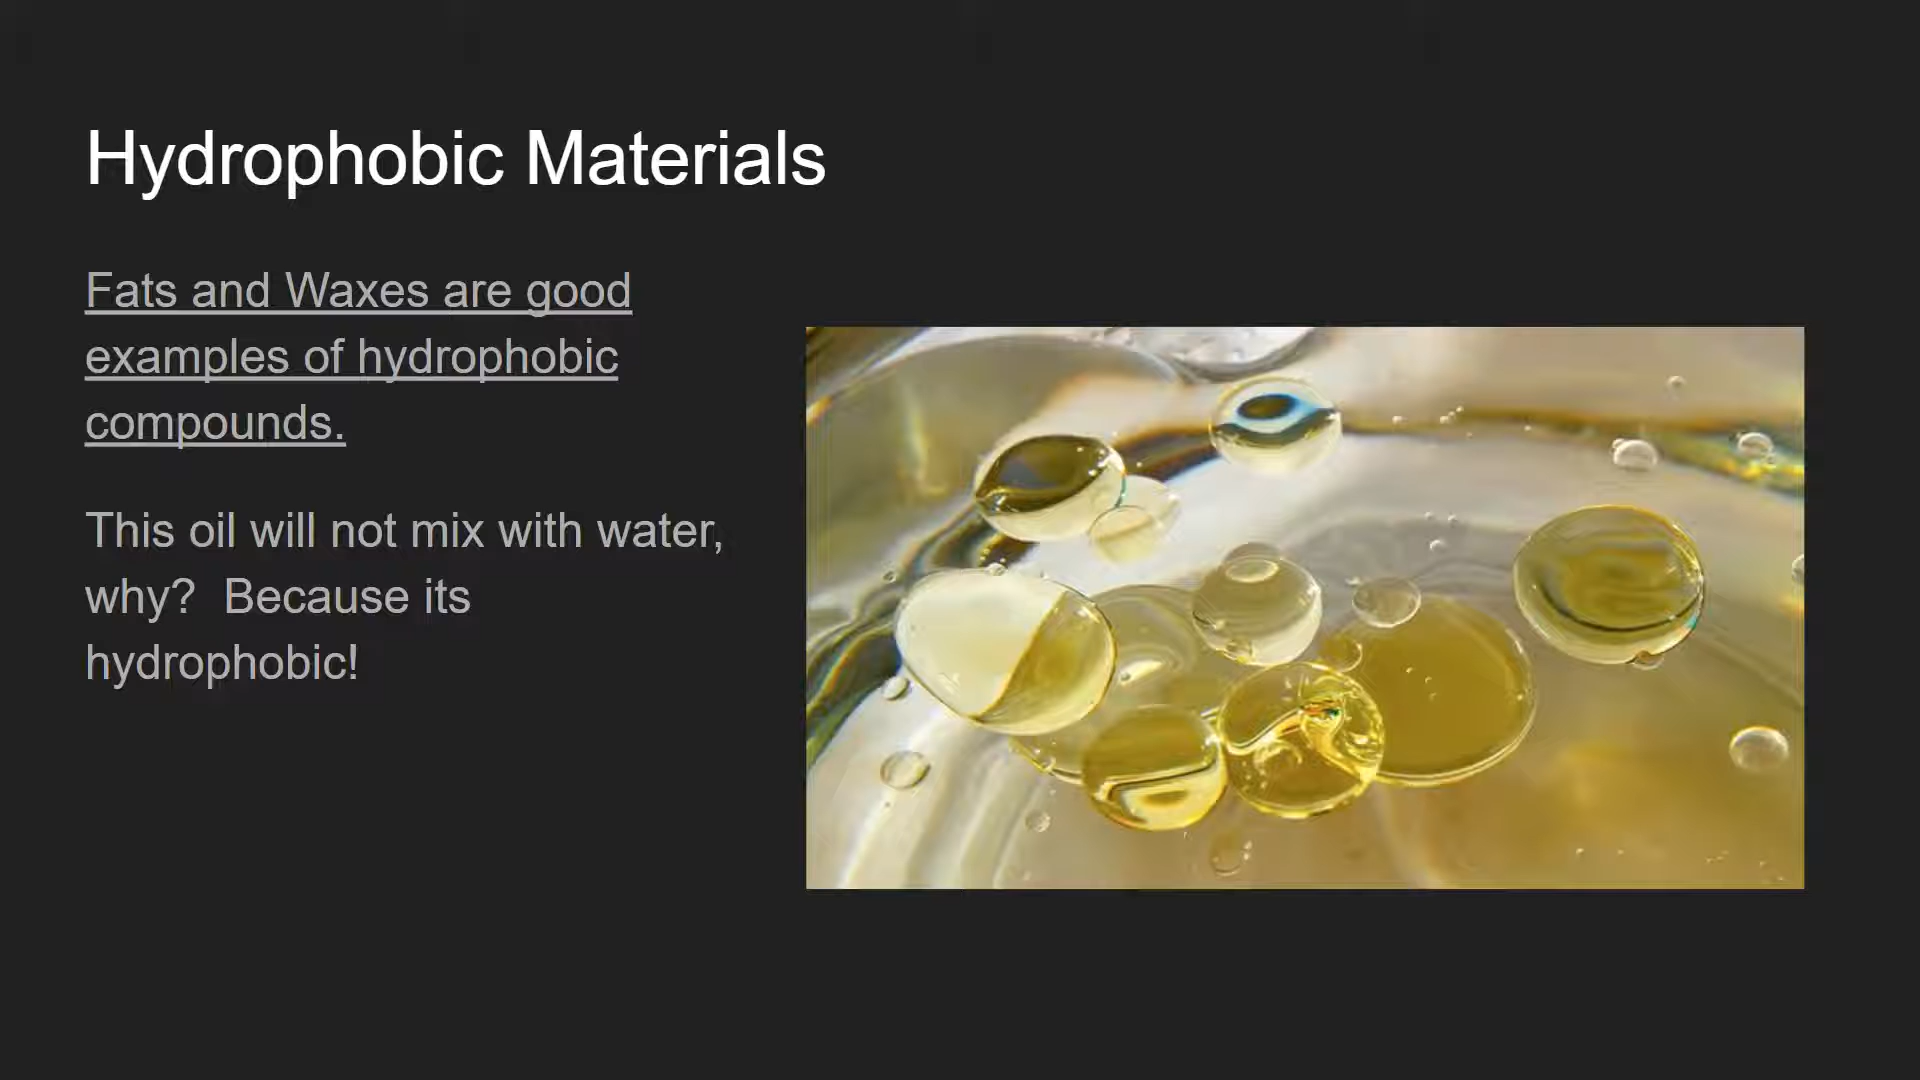 Hydrophobic Materials
Fats and Waxes are good
examples of hydrophobic
compounds.
This oil will not mix with water,
why?  Because its
hydrophobic!